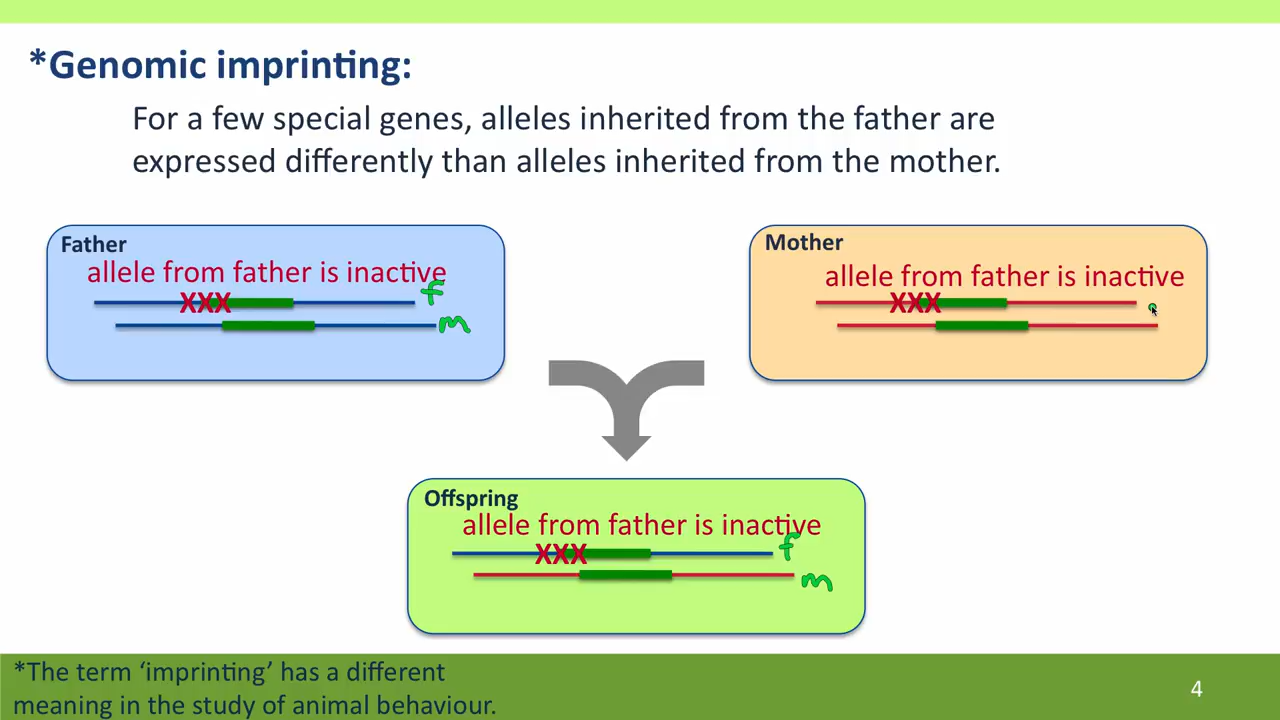 *Genomic imprinting:
For a few special genes, alleles inherited from the father are
expressed differently than alleles inherited from the mother.
Father
allele from father is inactive
XXX
f
m
Mother
allele from father is inactive
XXX
Offspring
allele from father is inactive
XXX
f
m
*The term ‘imprinting’ has a different
meaning in the study of animal behaviour.
4